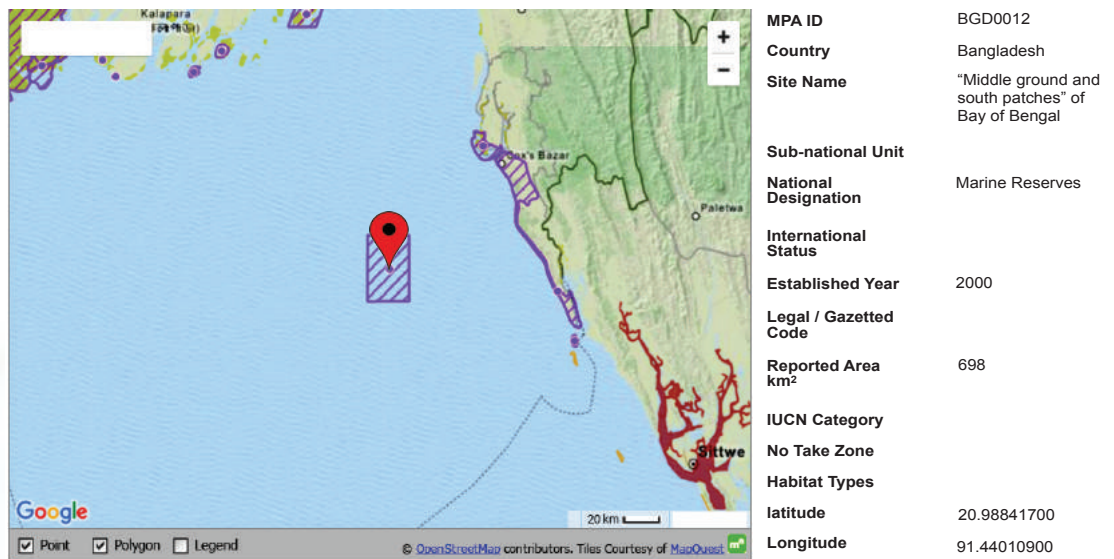 Kalapara
Cox's Bazar
Paletwa
Sittwe
+
−
Google
20 km
Point Polygon Legend
© OpenStreetMap contributors. Tiles Courtesy of MapQuest
MPA ID BGD0012
Country Bangladesh
Site Name “Middle ground and
south patches” of
Bay of Bengal
Sub-national Unit
National
Designation Marine Reserves
International
Status
Established Year 2000
Legal / Gazetted
Code
Reported Area
km² 698
IUCN Category
No Take Zone
Habitat Types
latitude 20.98841700
Longitude 91.44010900